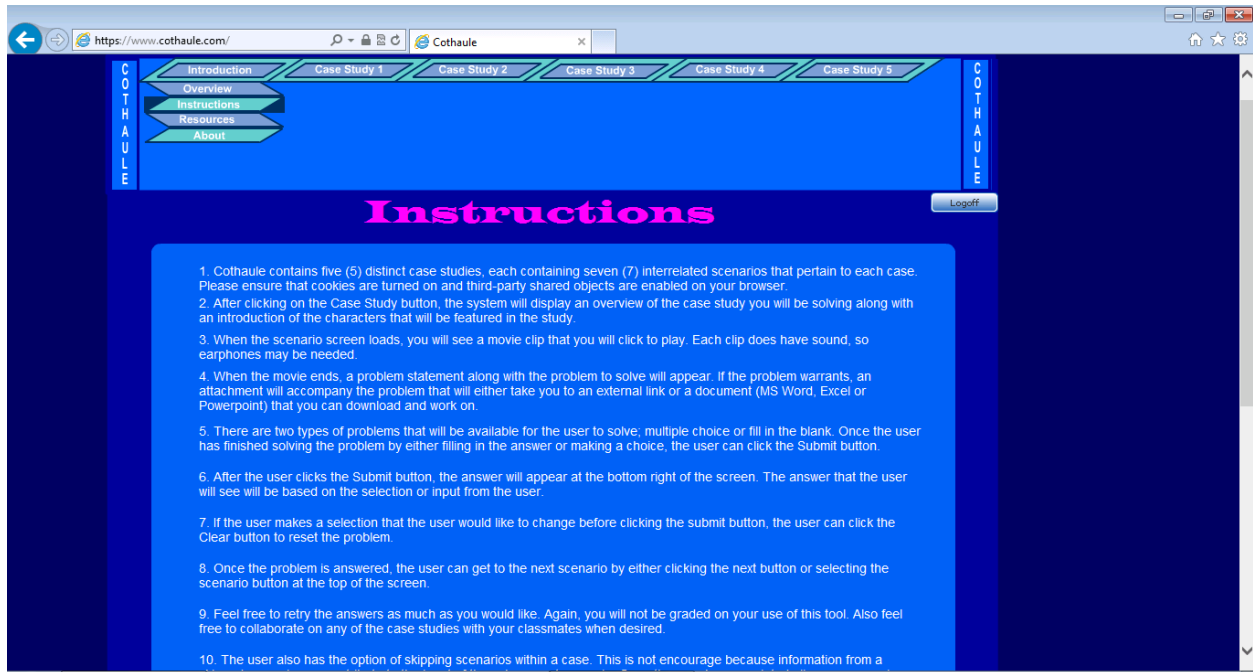 https://www.cothaule.com/
Cothaule
COTHAULE
Introduction
Case Study 1
Case Study 2
Case Study 3
Case Study 4
Case Study 5
COTHAULE
Overview
Instructions
Resources
About
Logoff
Instructions
1. Cothaule contains five (5) distinct case studies, each containing seven (7) interrelated scenarios that pertain to each case.
Please ensure that cookies are turned on and third-party shared objects are enabled on your browser.
2. After clicking on the Case Study button, the system will display an overview of the case study you will be solving along with
an introduction of the characters that will be featured in the study.
3. When the scenario screen loads, you will see a movie clip that you will click to play. Each clip does have sound, so
earphones may be needed.
4. When the movie ends, a problem statement along with the problem to solve will appear. If the problem warrants, an
attachment will accompany the problem that will either take you to an external link or a document (MS Word, Excel or
Powerpoint) that you can download and work on.
5. There are two types of problems that will be available for the user to solve; multiple choice or fill in the blank. Once the user
has finished solving the problem by either filling in the answer or making a choice, the user can click the Submit button.
6. After the user clicks the Submit button, the answer will appear at the bottom right of the screen. The answer that the user
will see will be based on the selection or input from the user.
7. If the user makes a selection that the user would like to change before clicking the submit button, the user can click the
Clear button to reset the problem.
8. Once the problem is answered, the user can get to the next scenario by either clicking the next button or selecting the
scenario button at the top of the screen.
9. Feel free to retry the answers as much as you would like. Again, you will not be graded on your use of this tool. Also feel
free to collaborate on any of the case studies with your classmates when desired.
10. The user also has the option of skipping scenarios within a case. This is not encourage because information from a